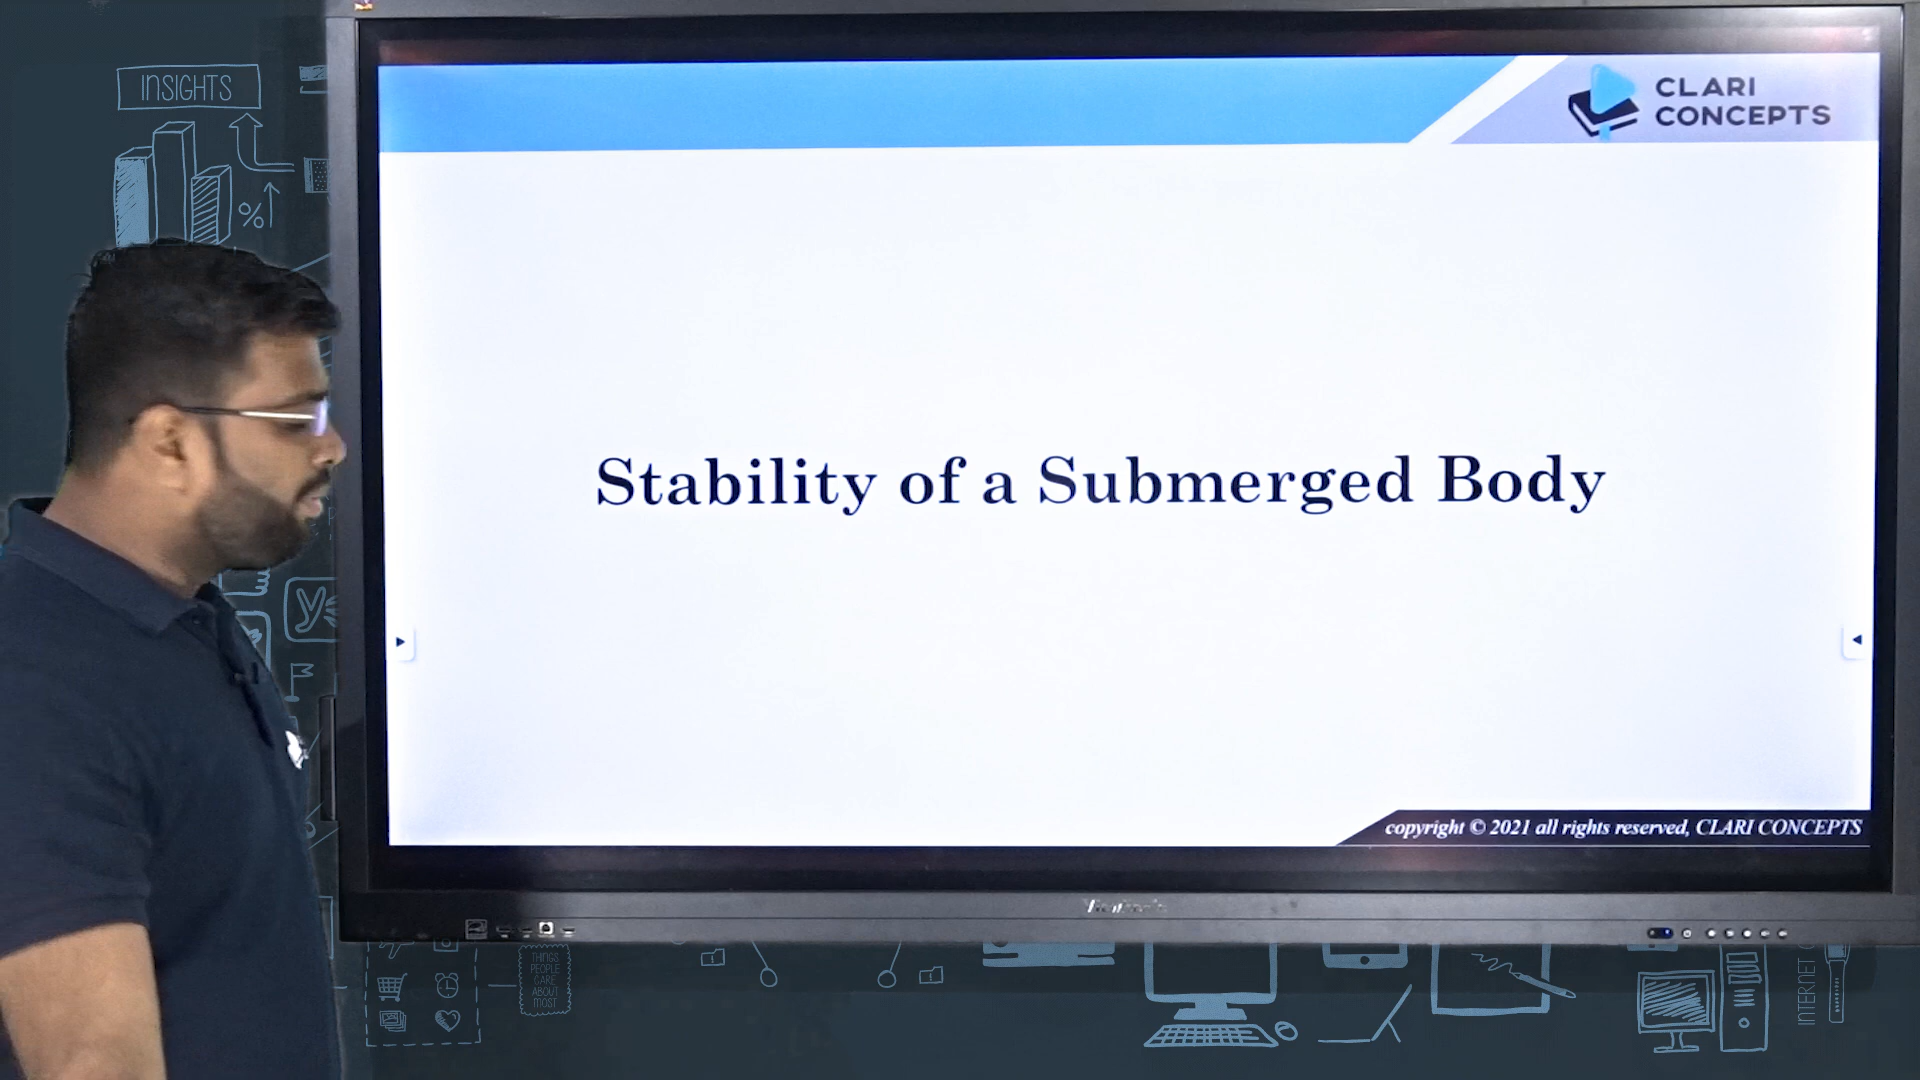 INSIGHTS
%
CLARI
CONCEPTS
Stability of a Submerged Body
copyright © 2021 all rights reserved, CLARI CONCEPTS
ViewSonic
THINGS
PEOPLE
CARE
ABOUT
MOST
INTERNET